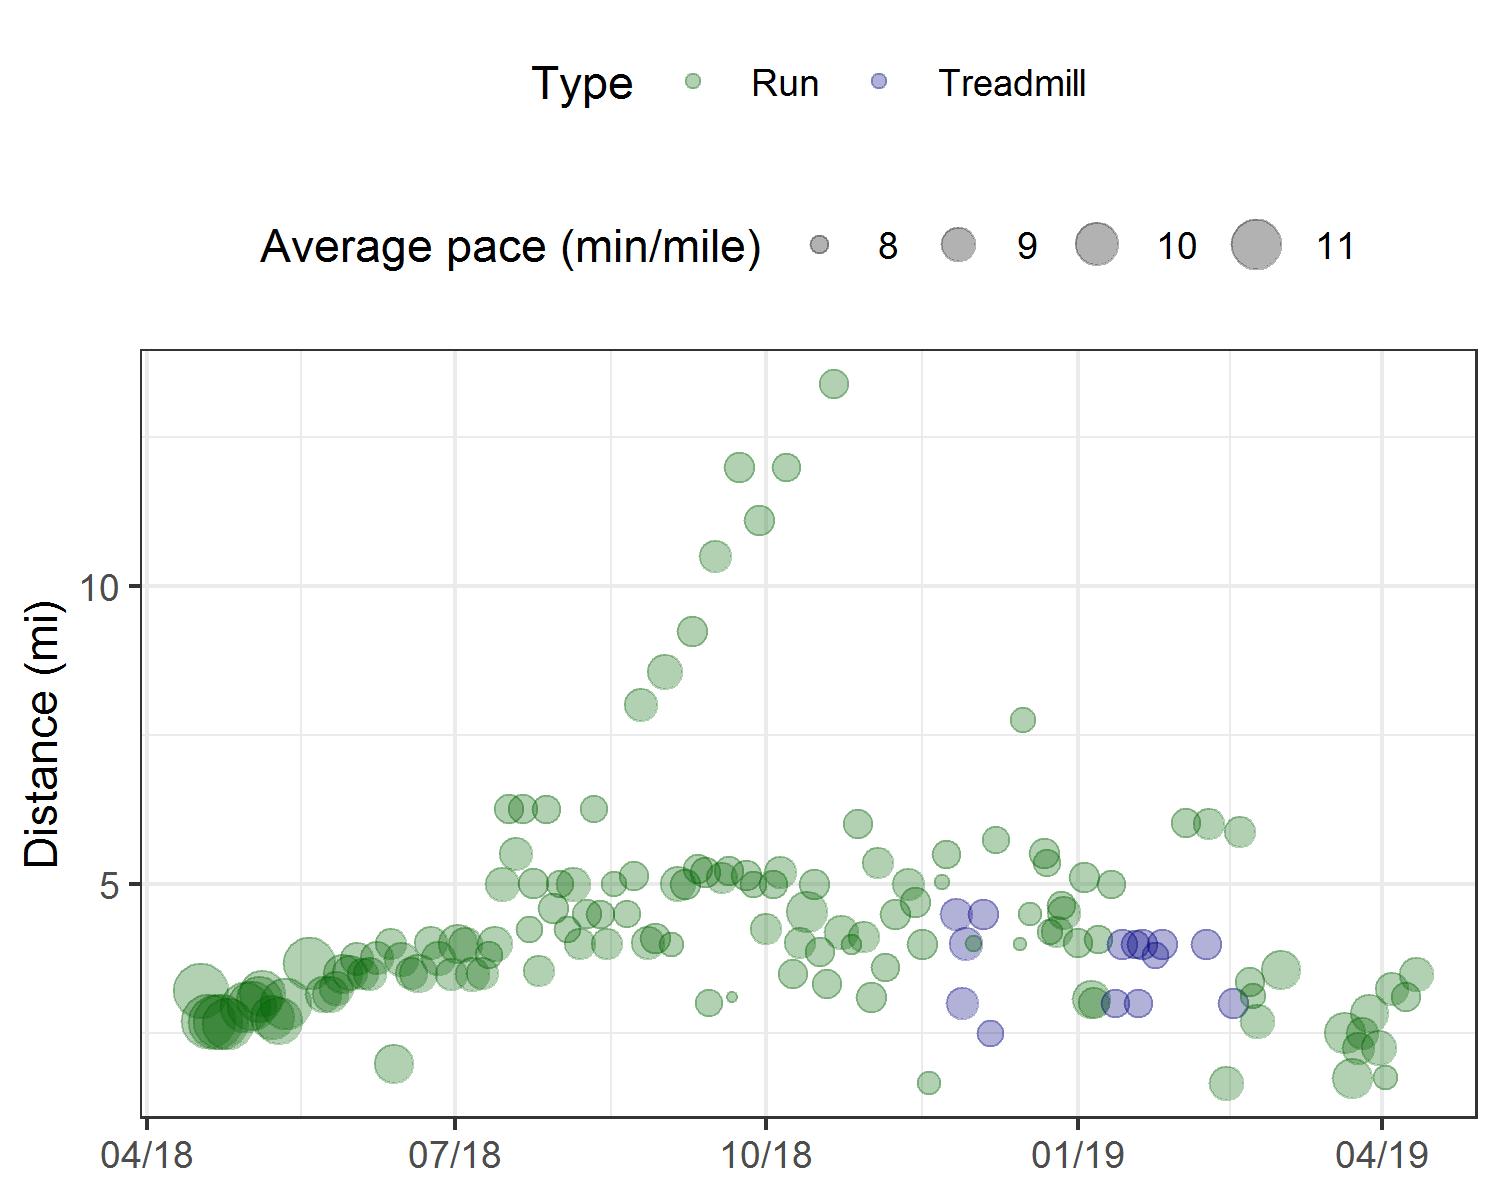 Type Run Treadmill
Average pace (min/mile) 8 9 10 11
10
Distance (mi)
5
04/18 07/18 10/18 01/19 04/19